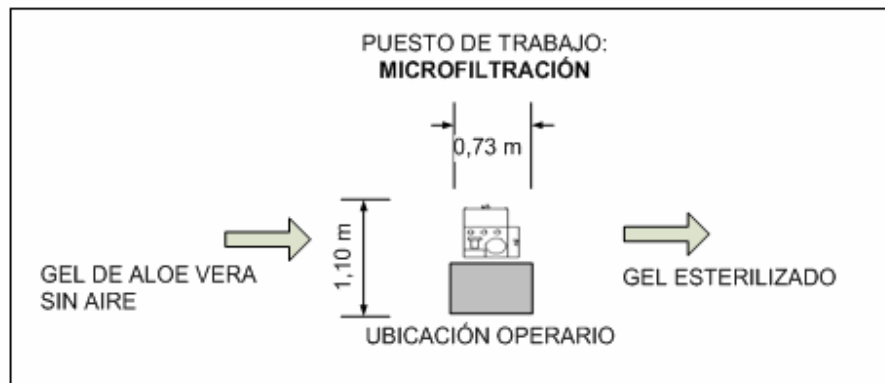 PUESTO DE TRABAJO:
MICROFILTRACIÓN
0,73 m
1,10 m
GEL DE ALOE VERA
SIN AIRE
GEL ESTERILIZADO
UBICACIÓN OPERARIO